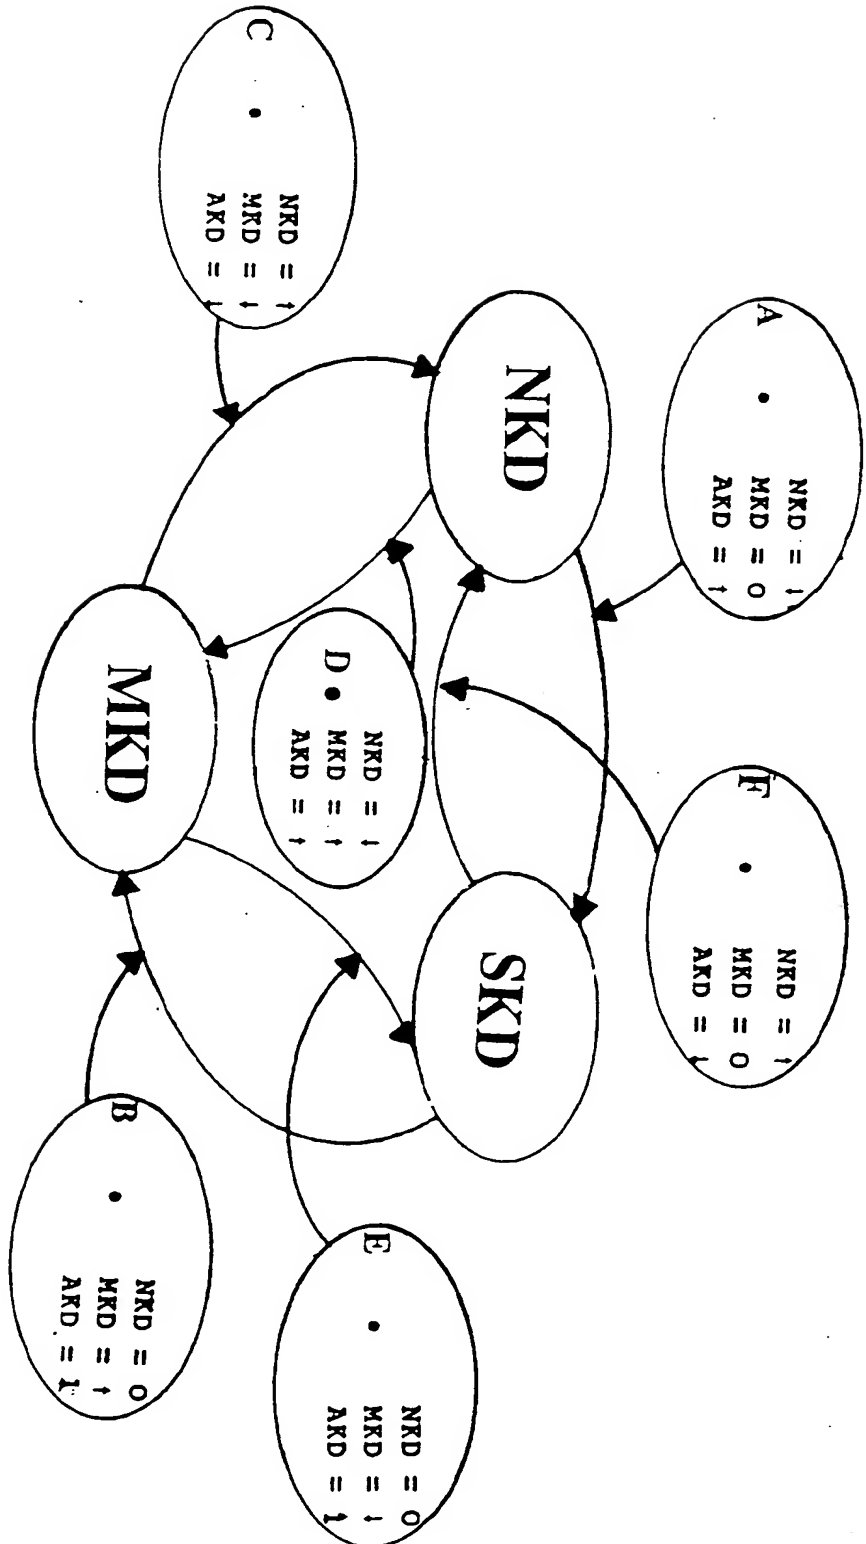 A • NKD = ↓
MKD = 0
AKD = ↑
F • NKD = ↑
MKD = 0
AKD = ↓
NKD
SKD
D • NKD = ↓
MKD = ↑
AKD = ↑
E • NKD = 0
MKD = ↓
AKD = ↑
C • NKD = ↑
MKD = ↓
AKD = ↓
MKD
B • NKD = 0
MKD = ↑
AKD = ↓